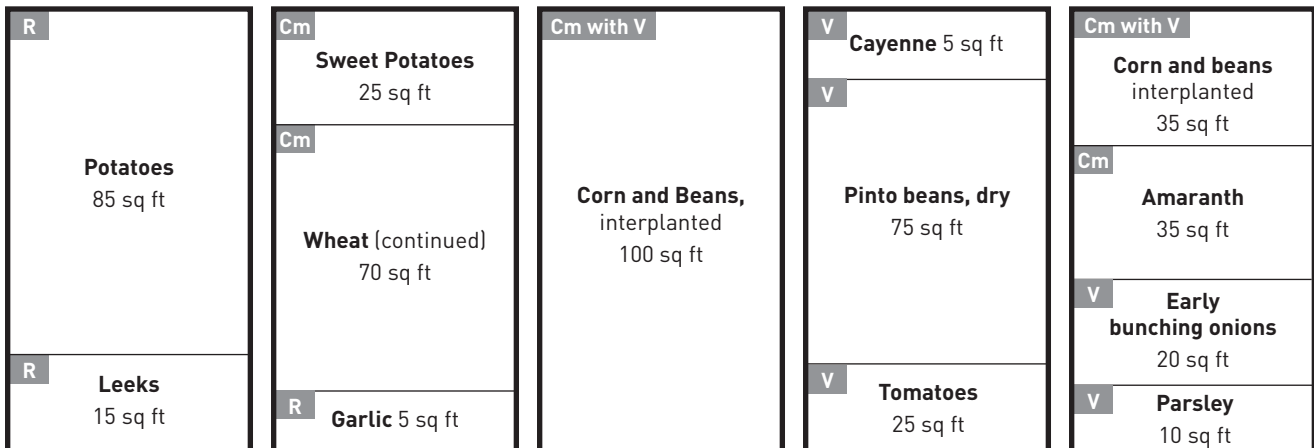 R
Potatoes
85 sq ft
R
Leeks
15 sq ft
Cm
Sweet Potatoes
25 sq ft
Cm
Wheat (continued)
70 sq ft
R
Garlic 5 sq ft
Cm with V
Corn and Beans,
interplanted
100 sq ft
V
Cayenne 5 sq ft
V
Pinto beans, dry
75 sq ft
V
Tomatoes
25 sq ft
Cm with V
Corn and beans
interplanted
35 sq ft
Cm
Amaranth
35 sq ft
V
Early
bunching onions
20 sq ft
V
Parsley
10 sq ft